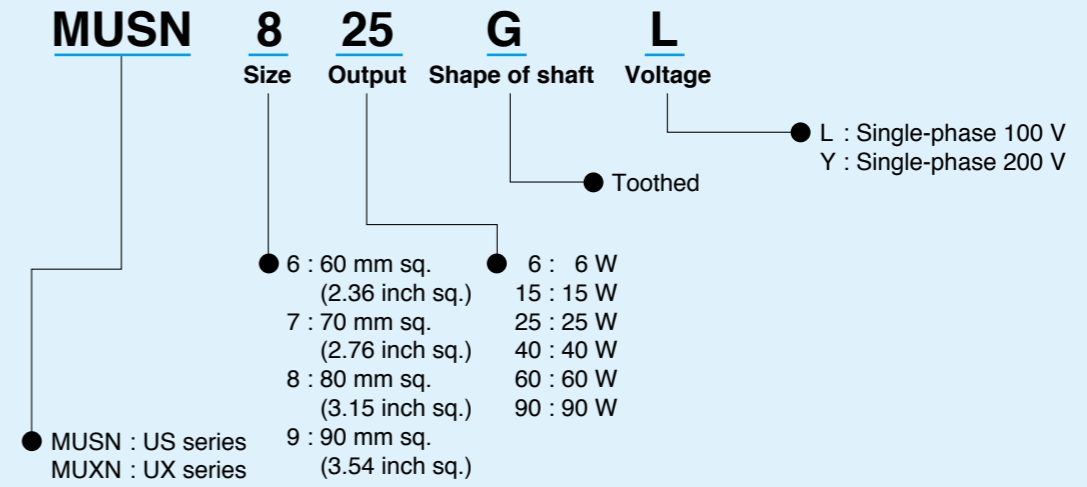 MUSN 8 25 G L
Size Output Shape of shaft Voltage
L : Single-phase 100 V
Y : Single-phase 200 V
Toothed
6 : 60 mm sq.
(2.36 inch sq.)
7 : 70 mm sq.
(2.76 inch sq.)
8 : 80 mm sq.
(3.15 inch sq.)
9 : 90 mm sq.
(3.54 inch sq.)
6 : 6 W
15 : 15 W
25 : 25 W
40 : 40 W
60 : 60 W
90 : 90 W
MUSN : US series
MUXN : UX series